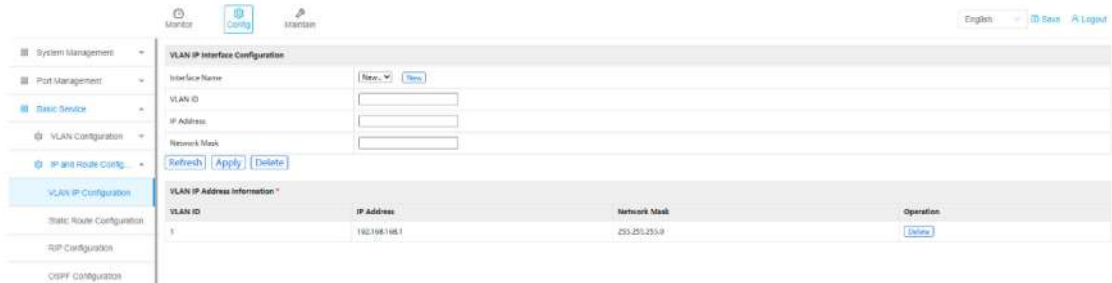 Monitor Config Maintain English Save Logout
System Management
Port Management
Basic Service
VLAN Configuration
IP and Route Config...
VLAN IP Configuration
Static Route Configuration
RIP Configuration
OSPF Configuration
VLAN IP Interface Configuration
Interface Name New.. New
VLAN ID
IP Address
Network Mask
Refresh Apply Delete
VLAN IP Address Information *
VLAN ID IP Address Network Mask Operation
1 192.168.168.1 255.255.255.0 Delete